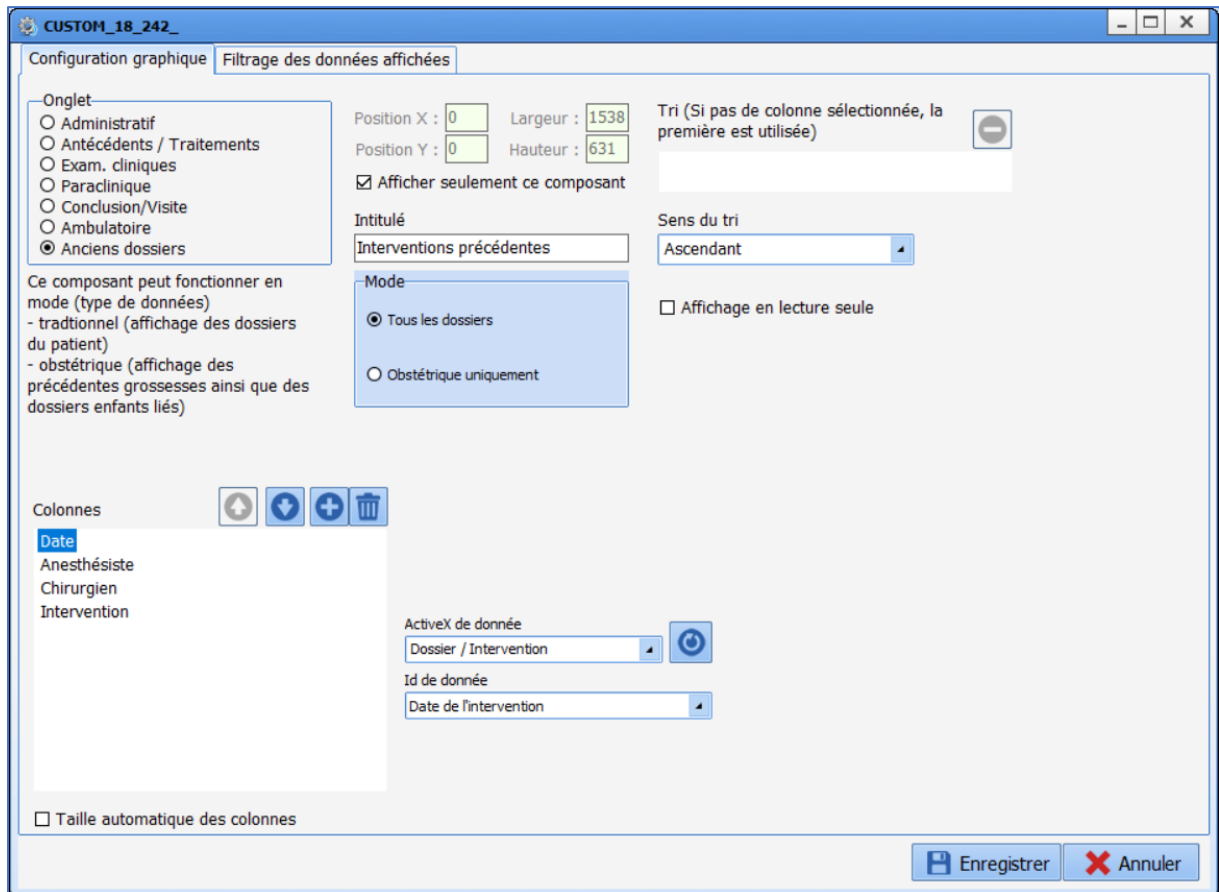 CUSTOM_18_242_
Configuration graphique
Filtrage des données affichées
Onglet
Administratif
Antécédents / Traitements
Exam. cliniques
Paraclinique
Conclusion/Visite
Ambulatoire
Anciens dossiers
Ce composant peut fonctionner en
mode (type de données)
- tradtionnel (affichage des dossiers
du patient)
- obstétrique (affichage des
précédentes grossesses ainsi que des
dossiers enfants liés)
Position X : 0 Largeur : 1538
Position Y : 0 Hauteur : 631
Afficher seulement ce composant
Intitulé
Interventions précédentes
Mode
Tous les dossiers
Obstétrique uniquement
Tri (Si pas de colonne sélectionnée, la
première est utilisée)
Sens du tri
Ascendant
Affichage en lecture seule
Colonnes
Date
Anesthésiste
Chirurgien
Intervention
ActiveX de donnée
Dossier / Intervention
Id de donnée
Date de l'intervention
Taille automatique des colonnes
Enregistrer
Annuler